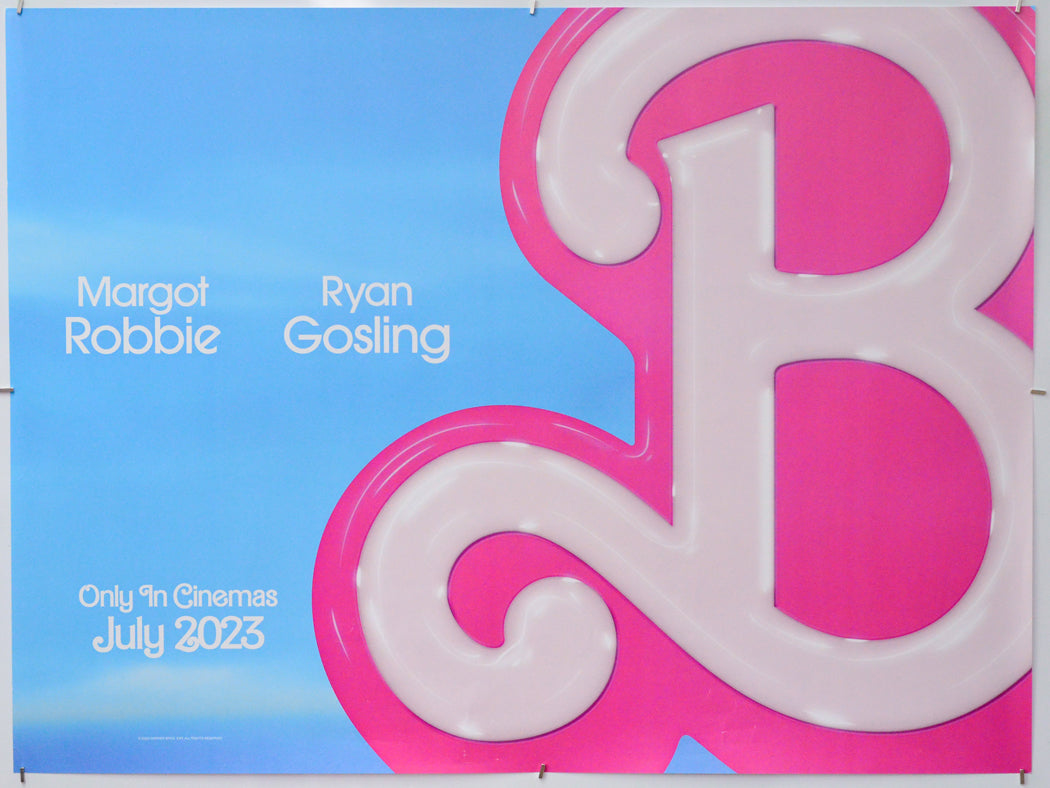 B
Margot Ryan
Robbie Gosling
Only In Cinemas
July 2023